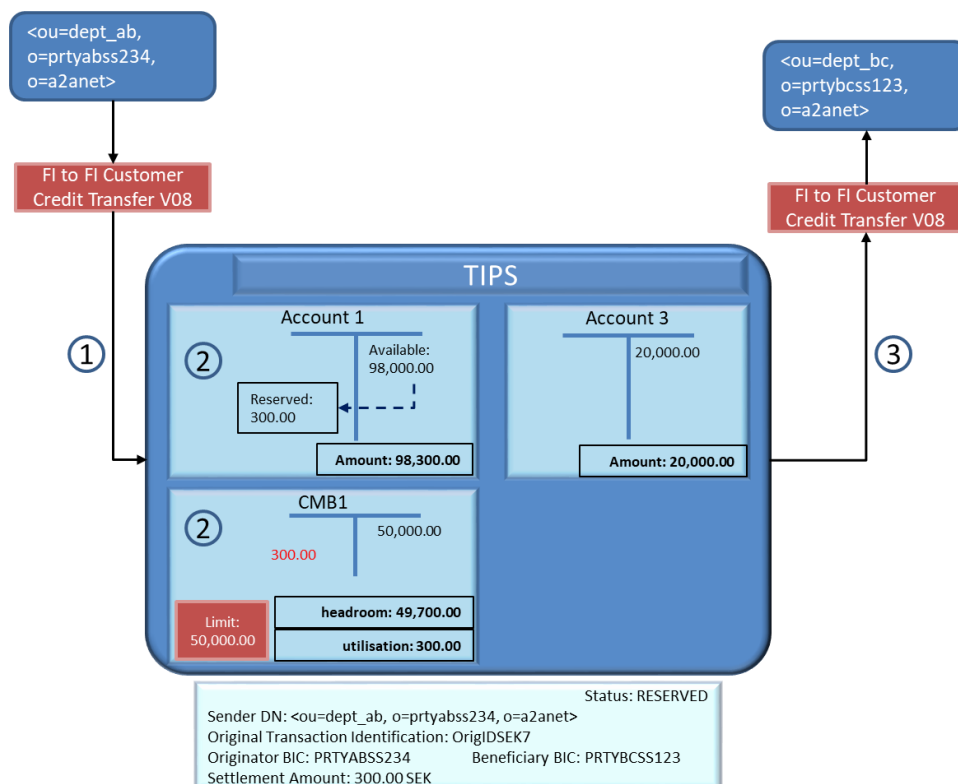 <ou=dept_ab,
o=prtyabss234,
o=a2anet>
<ou=dept_bc,
o=prtybcss123,
o=a2anet>
FI to FI Customer
Credit Transfer V08
FI to FI Customer
Credit Transfer V08
TIPS
1
2
Account 1
Available:
98,000.00
Reserved:
300.00
Amount: 98,300.00
Account 3
20,000.00
Amount: 20,000.00
3
2
CMB1
50,000.00
300.00
Limit:
50,000.00
headroom: 49,700.00
utilisation: 300.00
Status: RESERVED
Sender DN: <ou=dept_ab, o=prtyabss234, o=a2anet>
Original Transaction Identification: OrigIDSEK7
Originator BIC: PRTYABSS234 Beneficiary BIC: PRTYBCSS123
Settlement Amount: 300.00 SEK